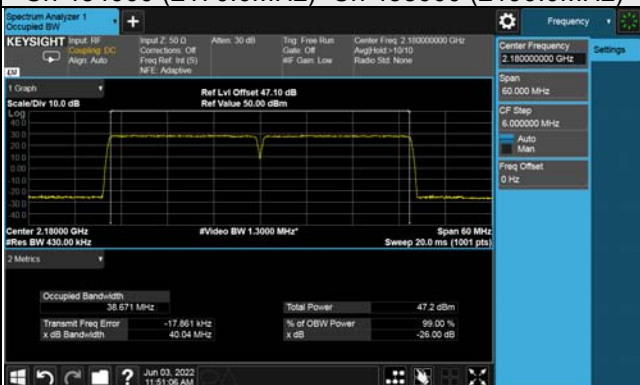 Spectrum Analyzer 1
Occupied BW
Frequency
KEYSIGHT Input: RF
Coupling: DC
Align: Auto
Input Z: 50 Ω
Corrections: Off
Freq Ref: Int (S)
NFE: Adaptive
Atten: 30 dB
Trig: Free Run
Gate: Off
#IF Gain: Low
Center Freq: 2.180000000 GHz
Avg|Hold:>10/10
Radio Std: None
Center Frequency
2.180000000 GHz
Settings
Span
60.000 MHz
CF Step
6.000000 MHz
Auto
Man
Freq Offset
0 Hz
1 Graph
Scale/Div 10.0 dB
Ref Lvl Offset 47.10 dB
Ref Value 50.00 dBm
Log
40.0
30.0
20.0
10.0
0.00
-10.0
-20.0
-30.0
-40.0
Center 2.18000 GHz
#Res BW 430.00 kHz
#Video BW 1.3000 MHz*
Span 60 MHz
Sweep 20.0 ms (1001 pts)
2 Metrics
Occupied Bandwidth
38.671 MHz
Total Power 47.2 dBm
Transmit Freq Error -17.861 kHz
% of OBW Power 99.00 %
x dB Bandwidth 40.04 MHz
x dB -26.00 dB
Jun 03, 2022
11:51:06 AM